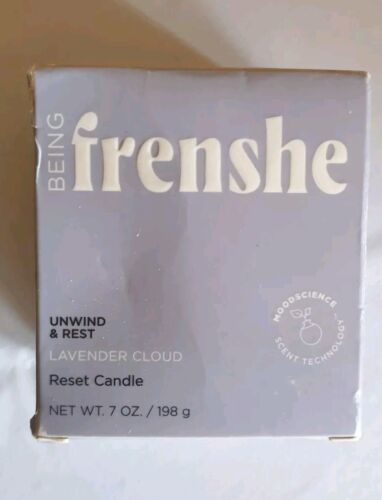 BEING
frenshe
UNWIND
& REST
LAVENDER CLOUD
Reset Candle
NET WT. 7 OZ. / 198 g
MOODSCIENCE
SCENT TECHNOLOGY